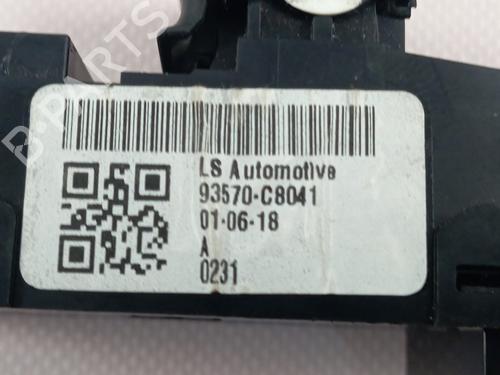 B-PARTS
LS Automotive
93570-C8041
01-06-18
A
0231